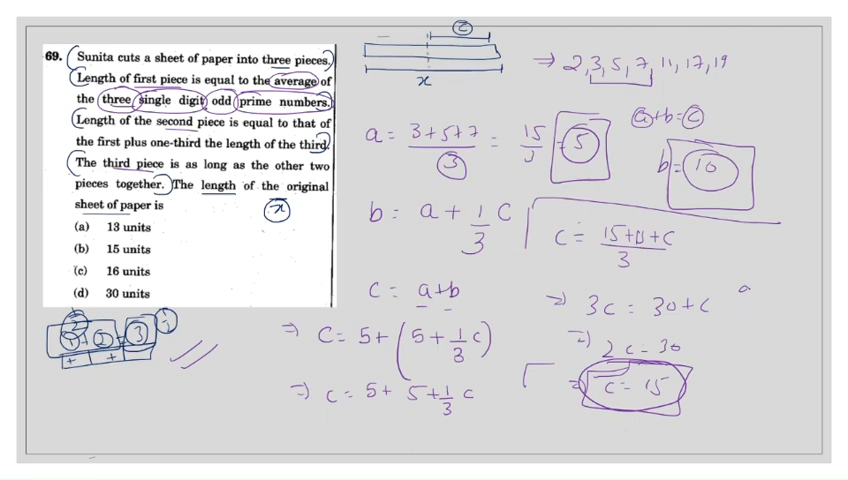 69. Sunita cuts a sheet of paper into three pieces.
Length of first piece is equal to the average of
the three single digit odd prime numbers.
Length of the second piece is equal to that of
the first plus one-third the length of the third.
The third piece is as long as the other two
pieces together. The length of the original
sheet of paper is
(a) 13 units
(b) 15 units
(c) 16 units
(d) 30 units
x
1 + 2 = 3
+ +
2
x
⇒ 2, 3, 5, 7, 11, 17, 19
a = 3+5+7 / 3 = 15/3 = 5
a+b = c
b = 10
b = a + 1/3 c
c = a+b
⇒ c = 5 + (5 + 1/3 c)
⇒ c = 5 + 5 + 1/3 c
c = 15+15+c / 3
⇒ 3c = 30 + c
a
⇒ 2c = 30
⇒ c = 15